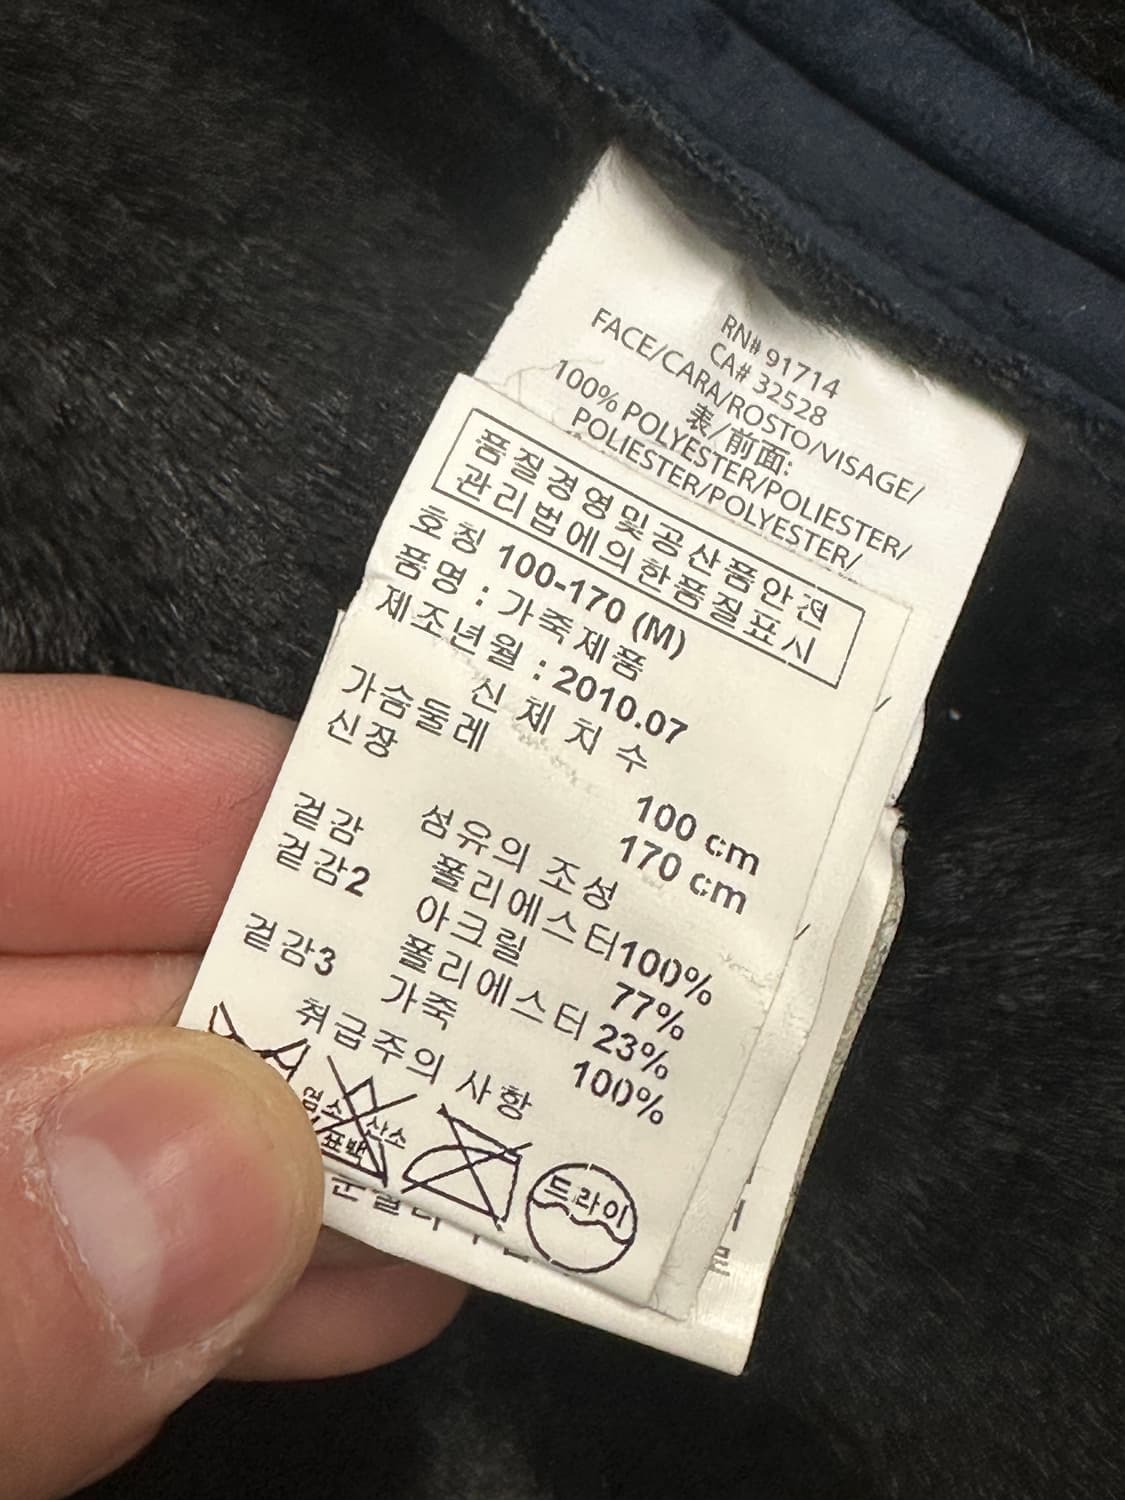 RN# 91714
CA# 32528
FACE/CARA/ROSTO/VISAGE/
表/前面:
100% POLYESTER/POLIESTER/
POLIESTER/POLYESTER/
품질경영및공산품안전
관리법에의한품질표시
호칭 100-170 (M)
품명 : 가죽제품
제조년월 : 2010.07
신 체 치 수
가슴둘레 100 cm
신장 170 cm
섬유의 조성
겉감 폴리에스터100%
겉감2 아크릴 77%
폴리에스터 23%
겉감3 가죽 100%
취급주의 사항
염소 산소
표백
드라이